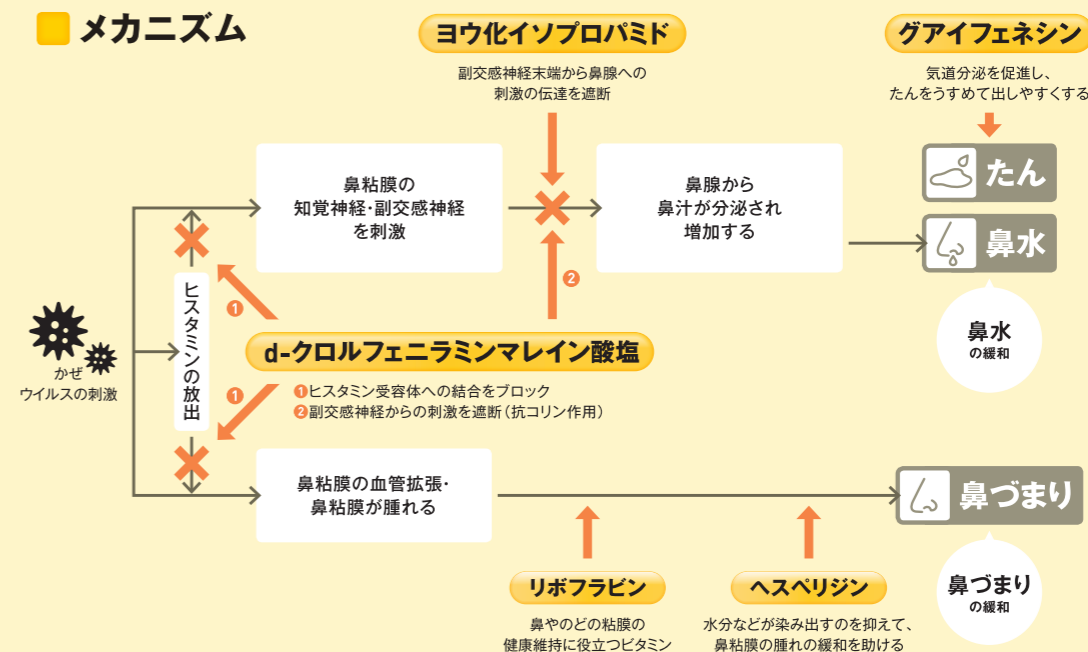 メカニズム
ヨウ化イソプロパミド
副交感神経末端から鼻腺への
刺激の伝達を遮断
グアイフェネシン
気道分泌を促進し、
たんをうすめて出しやすくする
鼻粘膜の
知覚神経・副交感神経
を刺激
鼻腺から
鼻汁が分泌され
増加する
たん
鼻水
鼻水
の緩和
かぜ
ウイルスの刺激
ヒスタミンの放出
❶
❷
❶
d-クロルフェニラミンマレイン酸塩
❶ヒスタミン受容体への結合をブロック
❷副交感神経からの刺激を遮断（抗コリン作用）
鼻粘膜の血管拡張・
鼻粘膜が腫れる
鼻づまり
鼻づまり
の緩和
リボフラビン
鼻やのどの粘膜の
健康維持に役立つビタミン
ヘスペリジン
水分などが染み出すのを抑えて、
鼻粘膜の腫れの緩和を助ける